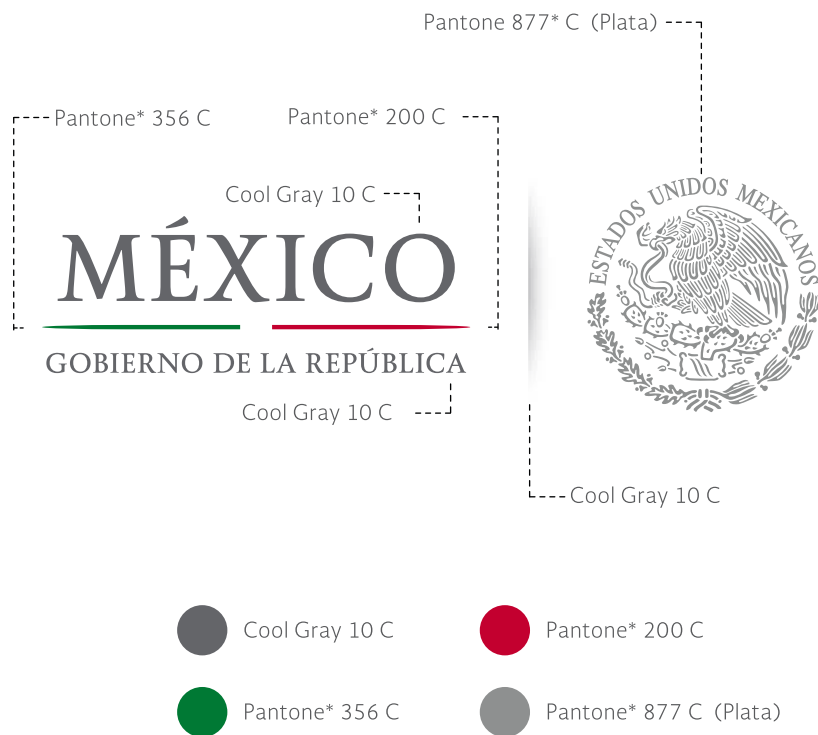 Pantone 877* C (Plata)
Pantone* 356 C
Pantone* 200 C
Cool Gray 10 C
ESTADOS UNIDOS MEXICANOS
MÉXICO
GOBIERNO DE LA REPÚBLICA
Cool Gray 10 C
Cool Gray 10 C
Cool Gray 10 C
Pantone* 200 C
Pantone* 356 C
Pantone* 877 C (Plata)